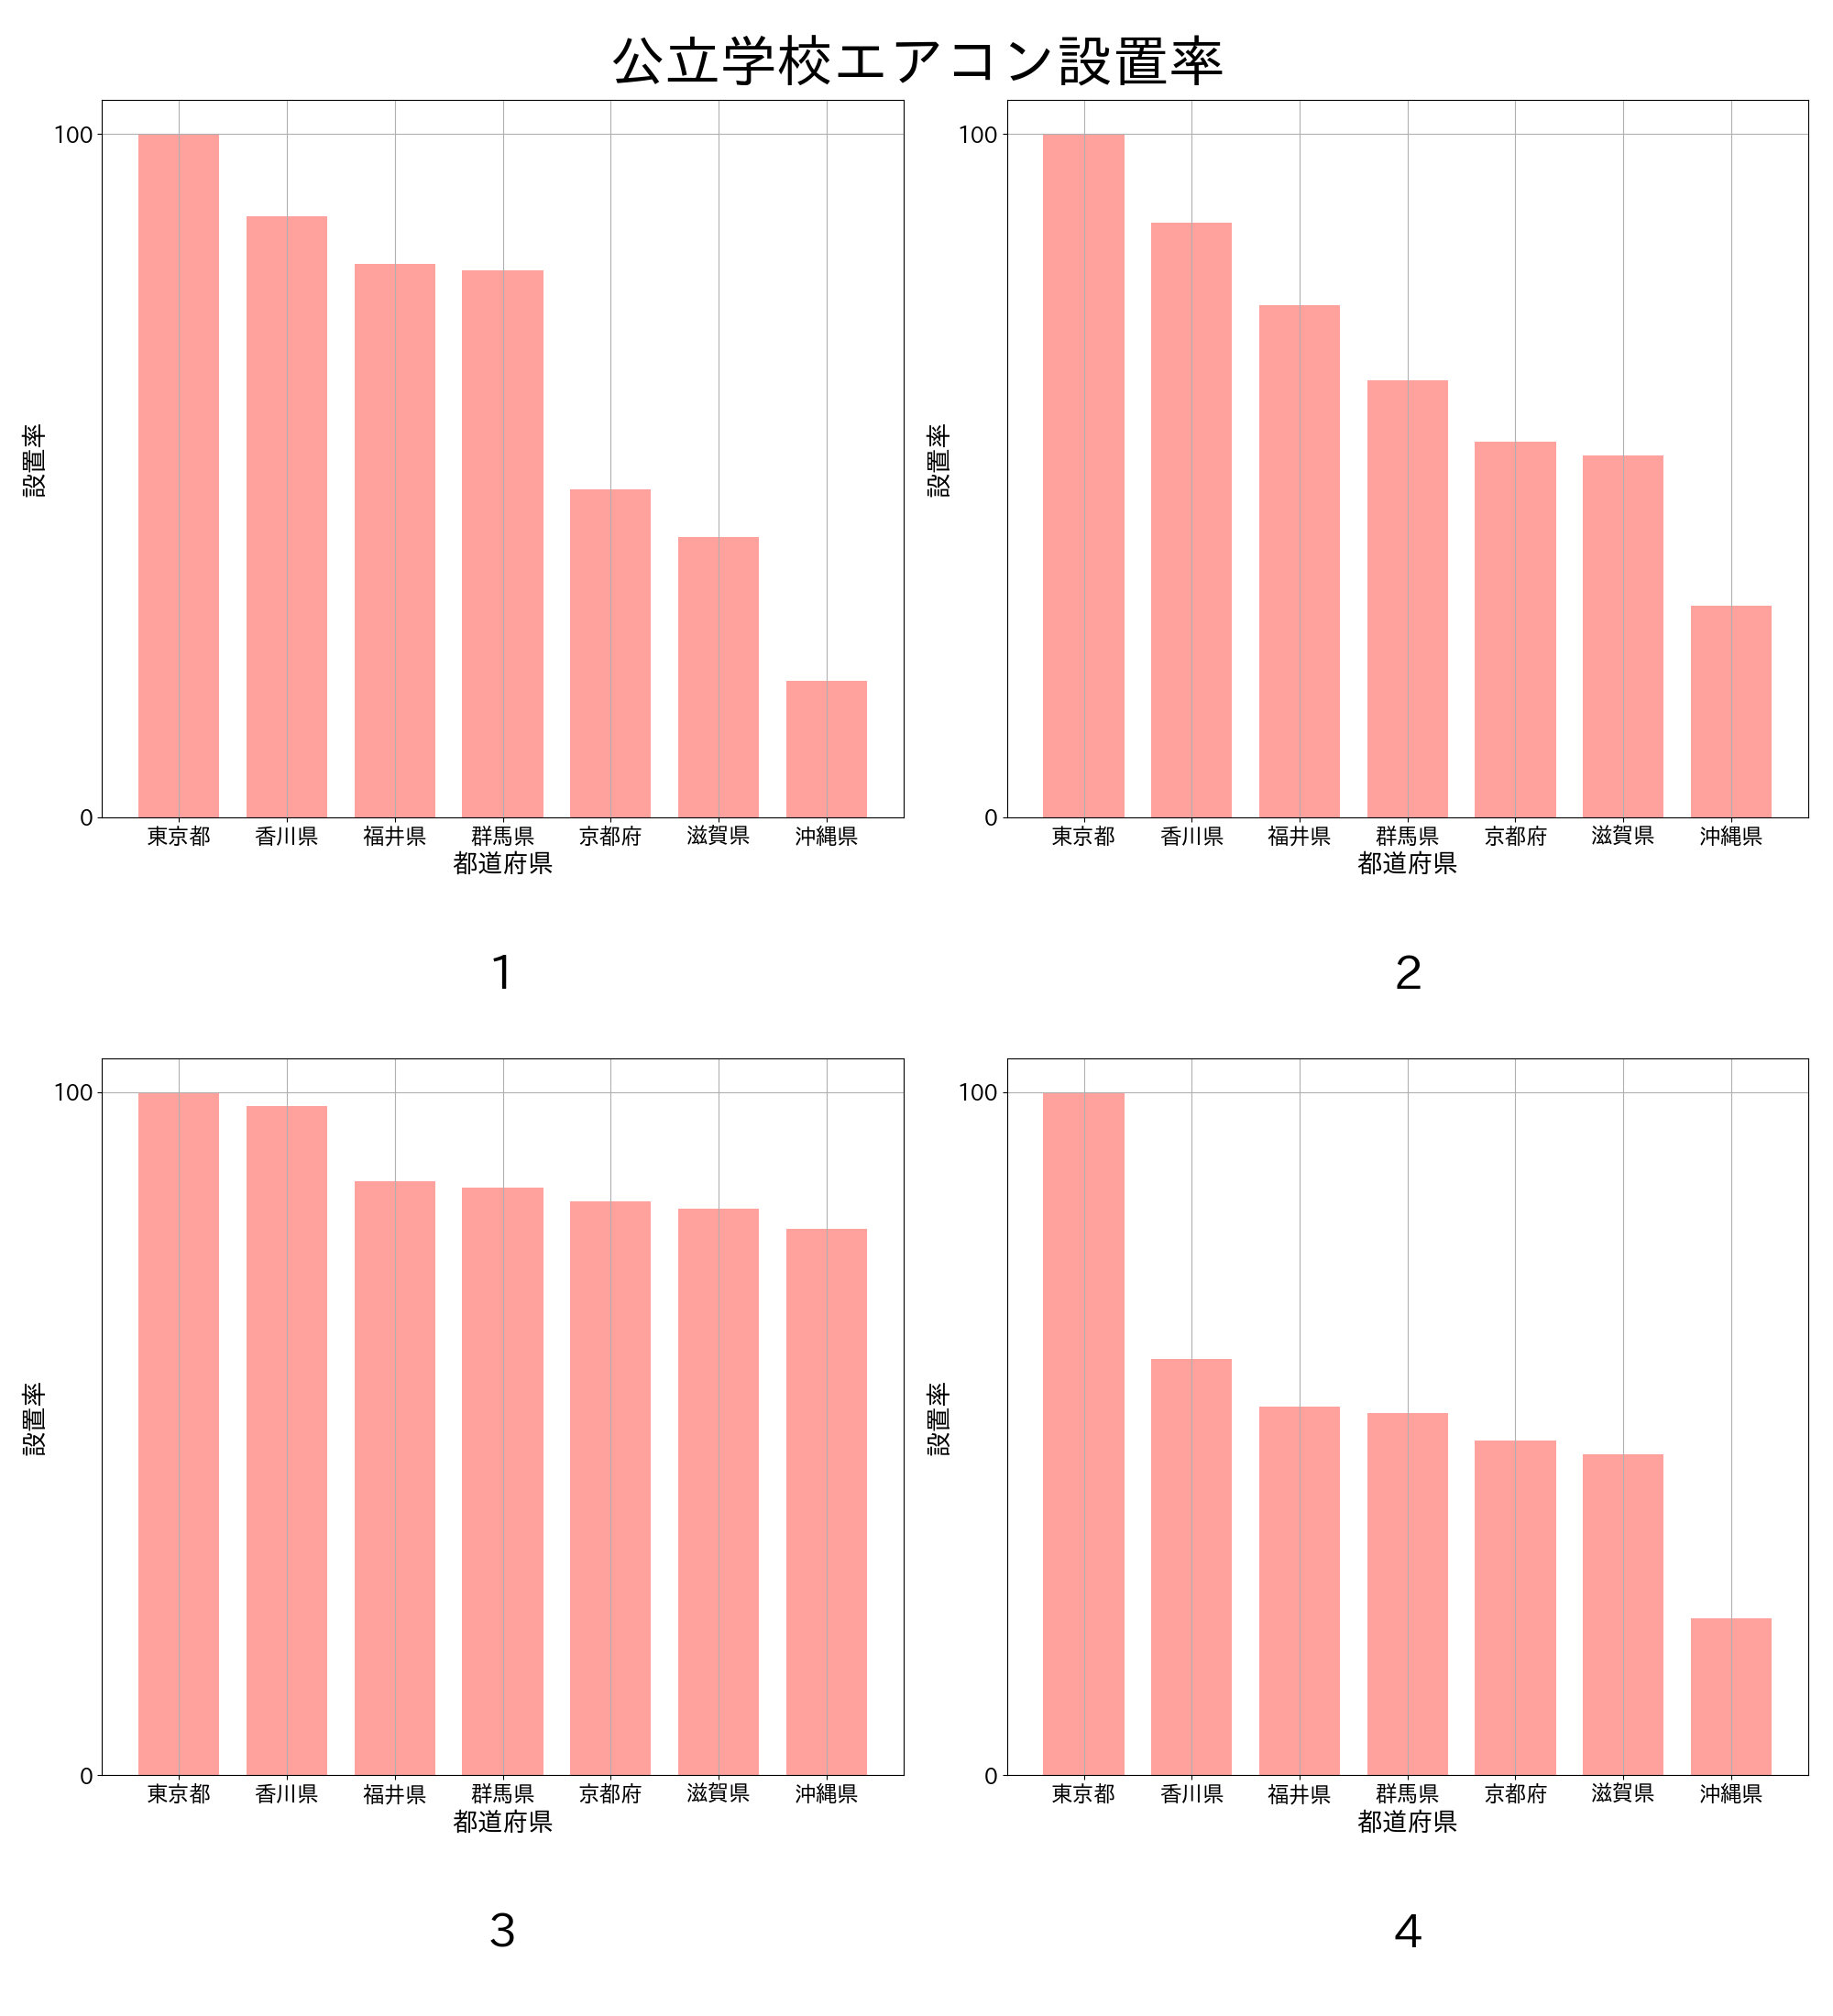 公立学校エアコン設置率
100
設置率
0
東京都 香川県 福井県 群馬県 京都府 滋賀県 沖縄県
都道府県
1
100
設置率
0
東京都 香川県 福井県 群馬県 京都府 滋賀県 沖縄県
都道府県
2
100
設置率
0
東京都 香川県 福井県 群馬県 京都府 滋賀県 沖縄県
都道府県
3
100
設置率
0
東京都 香川県 福井県 群馬県 京都府 滋賀県 沖縄県
都道府県
4